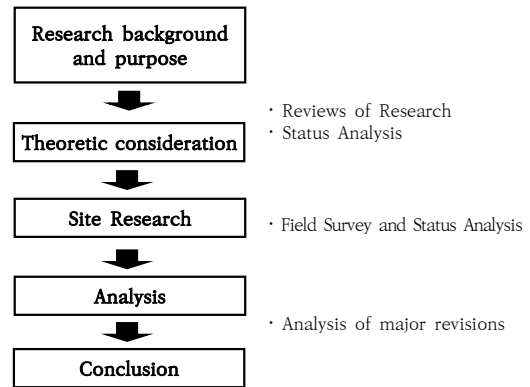 Research background
and purpose
· Reviews of Research
· Status Analysis
Theoretic consideration
Site Research
· Field Survey and Status Analysis
Analysis
· Analysis of major revisions
Conclusion